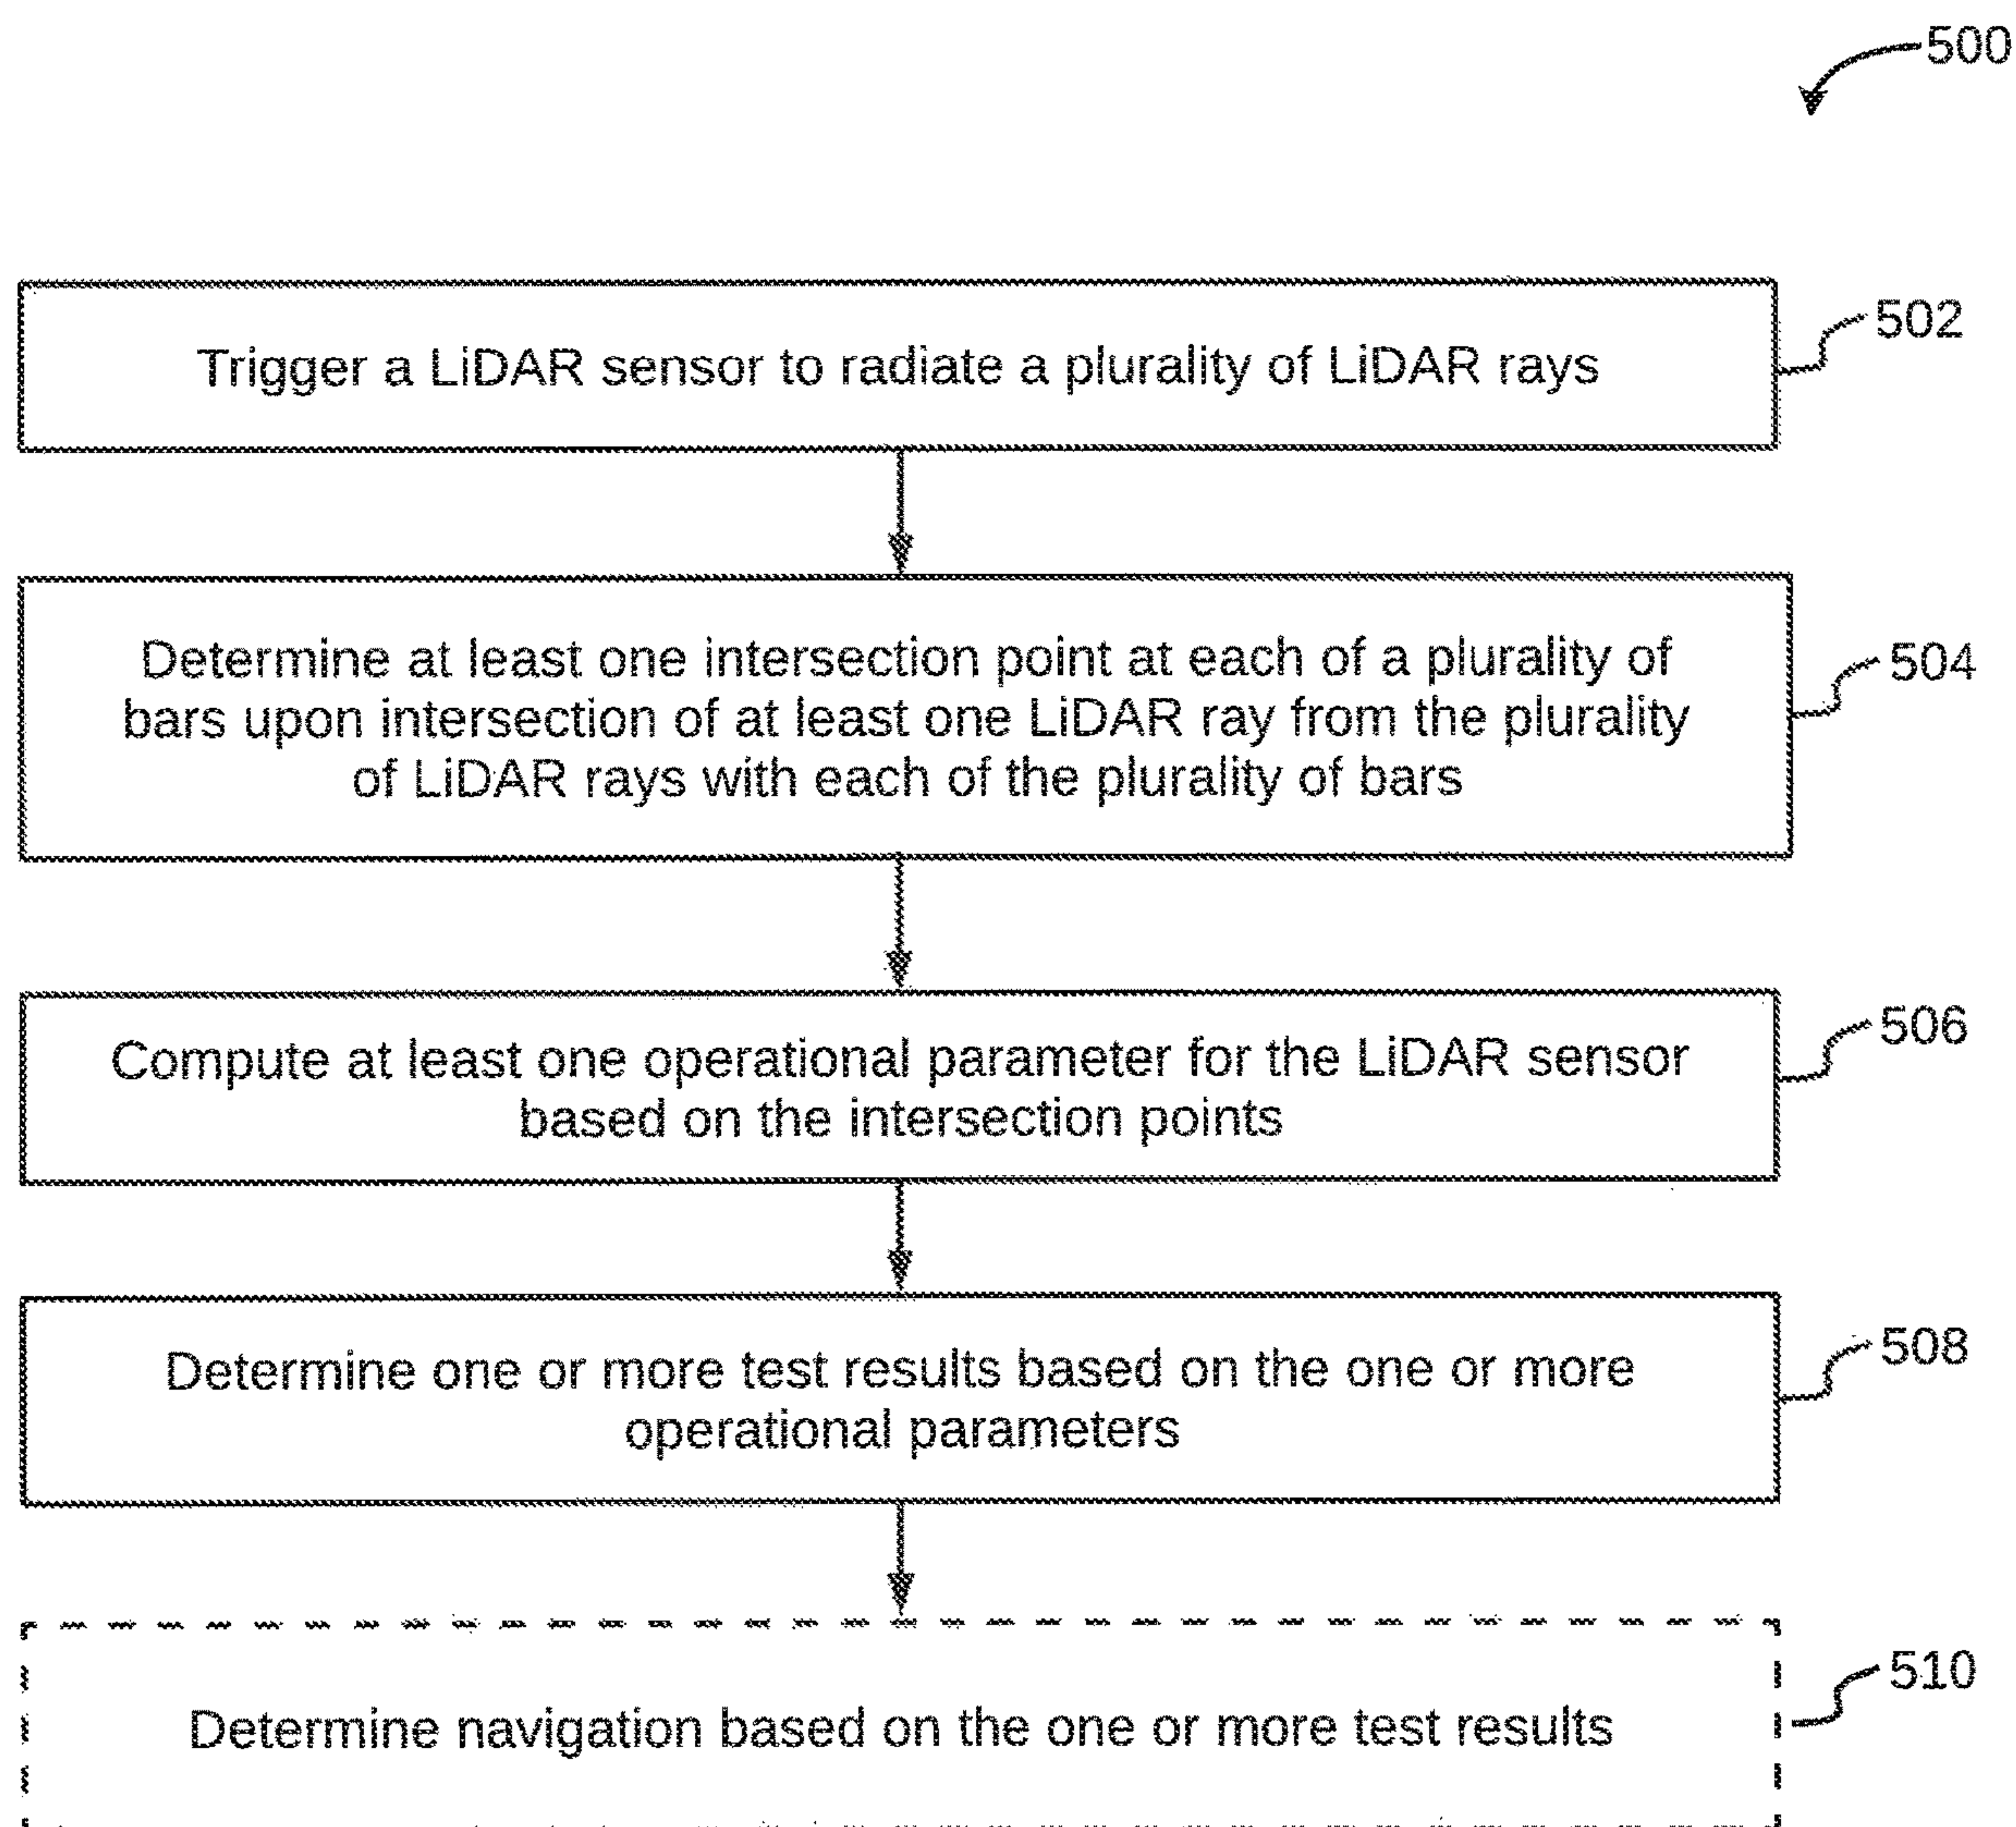 500
Trigger a LiDAR sensor to radiate a plurality of LiDAR rays
502
Determine at least one intersection point at each of a plurality of
bars upon intersection of at least one LiDAR ray from the plurality
of LiDAR rays with each of the plurality of bars
504
Compute at least one operational parameter for the LiDAR sensor
based on the intersection points
506
Determine one or more test results based on the one or more
operational parameters
508
Determine navigation based on the one or more test results
510